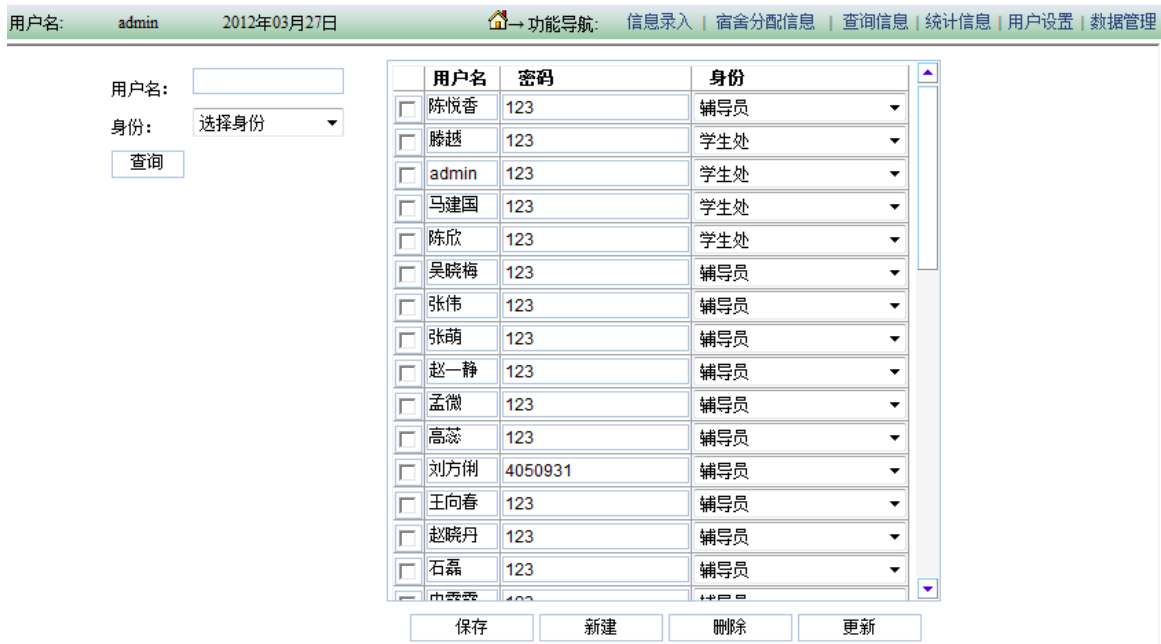 用户名: admin 2012年03月27日 → 功能导航: 信息录入 | 宿舍分配信息 | 查询信息 | 统计信息 | 用户设置 | 数据管理
用户名:
身份: 选择身份
查询
用户名 密码 身份
陈悦香 123 辅导员
滕越 123 学生处
admin 123 学生处
马建国 123 学生处
陈欣 123 学生处
吴晓梅 123 辅导员
张伟 123 辅导员
张萌 123 辅导员
赵一静 123 辅导员
孟微 123 辅导员
高蕊 123 辅导员
刘方俐 4050931 辅导员
王向春 123 辅导员
赵晓丹 123 辅导员
石磊 123 辅导员
保存 新建 删除 更新